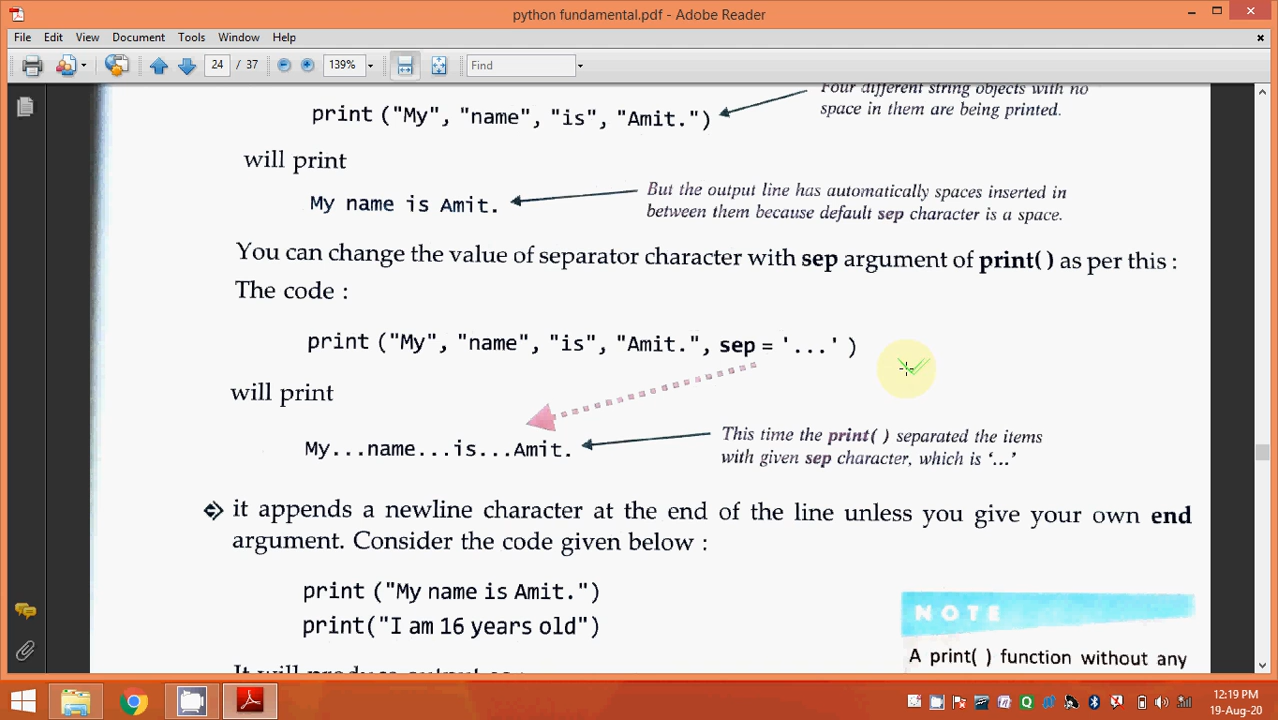 python fundamental.pdf - Adobe Reader
File Edit View Document Tools Window Help
24 / 37 139% Find
Four different string objects with no
print ("My", "name", "is", "Amit.") space in them are being printed.
will print
But the output line has automatically spaces inserted in
My name is Amit. between them because default sep character is a space.
You can change the value of separator character with sep argument of print( ) as per this :
The code :
print ("My", "name", "is", "Amit.", sep = '...' )
will print
This time the print( ) separated the items
My...name...is...Amit. with given sep character, which is '...'
it appends a newline character at the end of the line unless you give your own end
argument. Consider the code given below :
print ("My name is Amit.")
print("I am 16 years old")
NOTE
A print( ) function without any
It will produce output as
12:19 PM
19-Aug-20